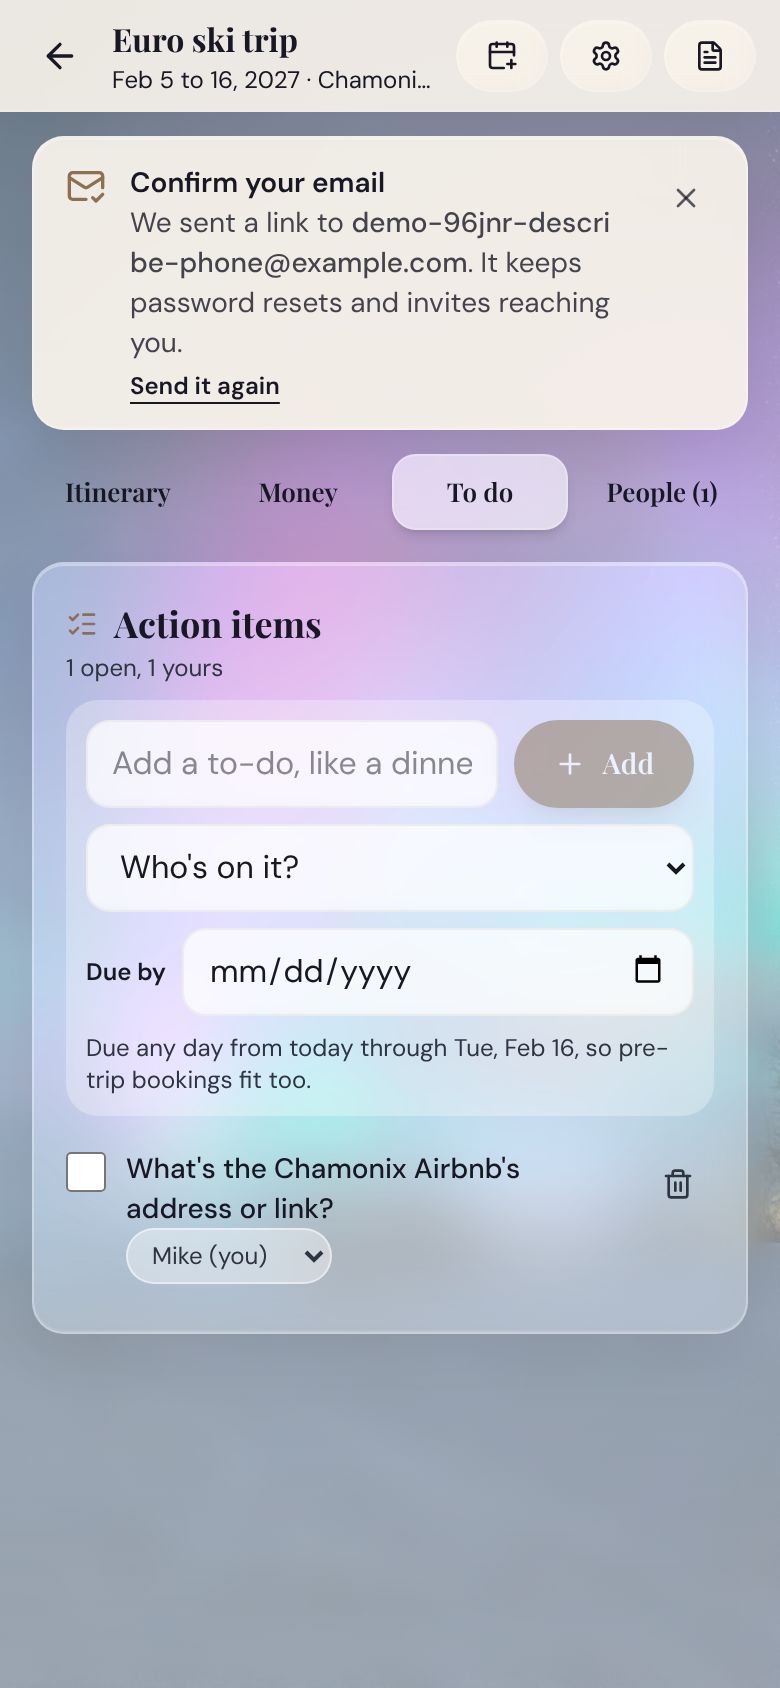 Euro ski trip
Feb 5 to 16, 2027 · Chamoni...
Confirm your email
We sent a link to demo-96jnr-descri
be-phone@example.com. It keeps
password resets and invites reaching
you.
Send it again
Itinerary
Money
To do
People (1)
Action items
1 open, 1 yours
Add a to-do, like a dinne
Add
Who's on it?
Due by
mm/dd/yyyy
Due any day from today through Tue, Feb 16, so pre-
trip bookings fit too.
What's the Chamonix Airbnb's
address or link?
Mike (you)